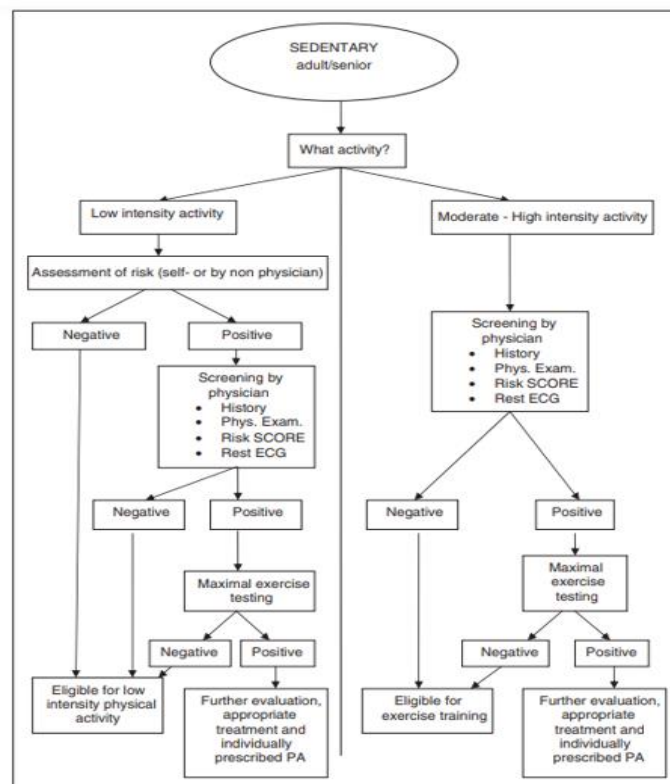 SEDENTARY
adult/senior
What activity?
Low intensity activity
Moderate - High intensity activity
Assessment of risk (self- or by non physician)
Negative
Positive
Screening by
physician
• History
• Phys. Exam.
• Risk SCORE
• Rest ECG
Negative
Positive
Maximal exercise
testing
Negative
Positive
Eligible for low
intensity physical
activity
Further evaluation,
appropriate
treatment and
individually
prescribed PA
Screening by
physician
• History
• Phys. Exam.
• Risk SCORE
• Rest ECG
Negative
Positive
Maximal
exercise
testing
Negative
Positive
Eligible for
exercise training
Further evaluation,
appropriate
treatment and
individually
prescribed PA